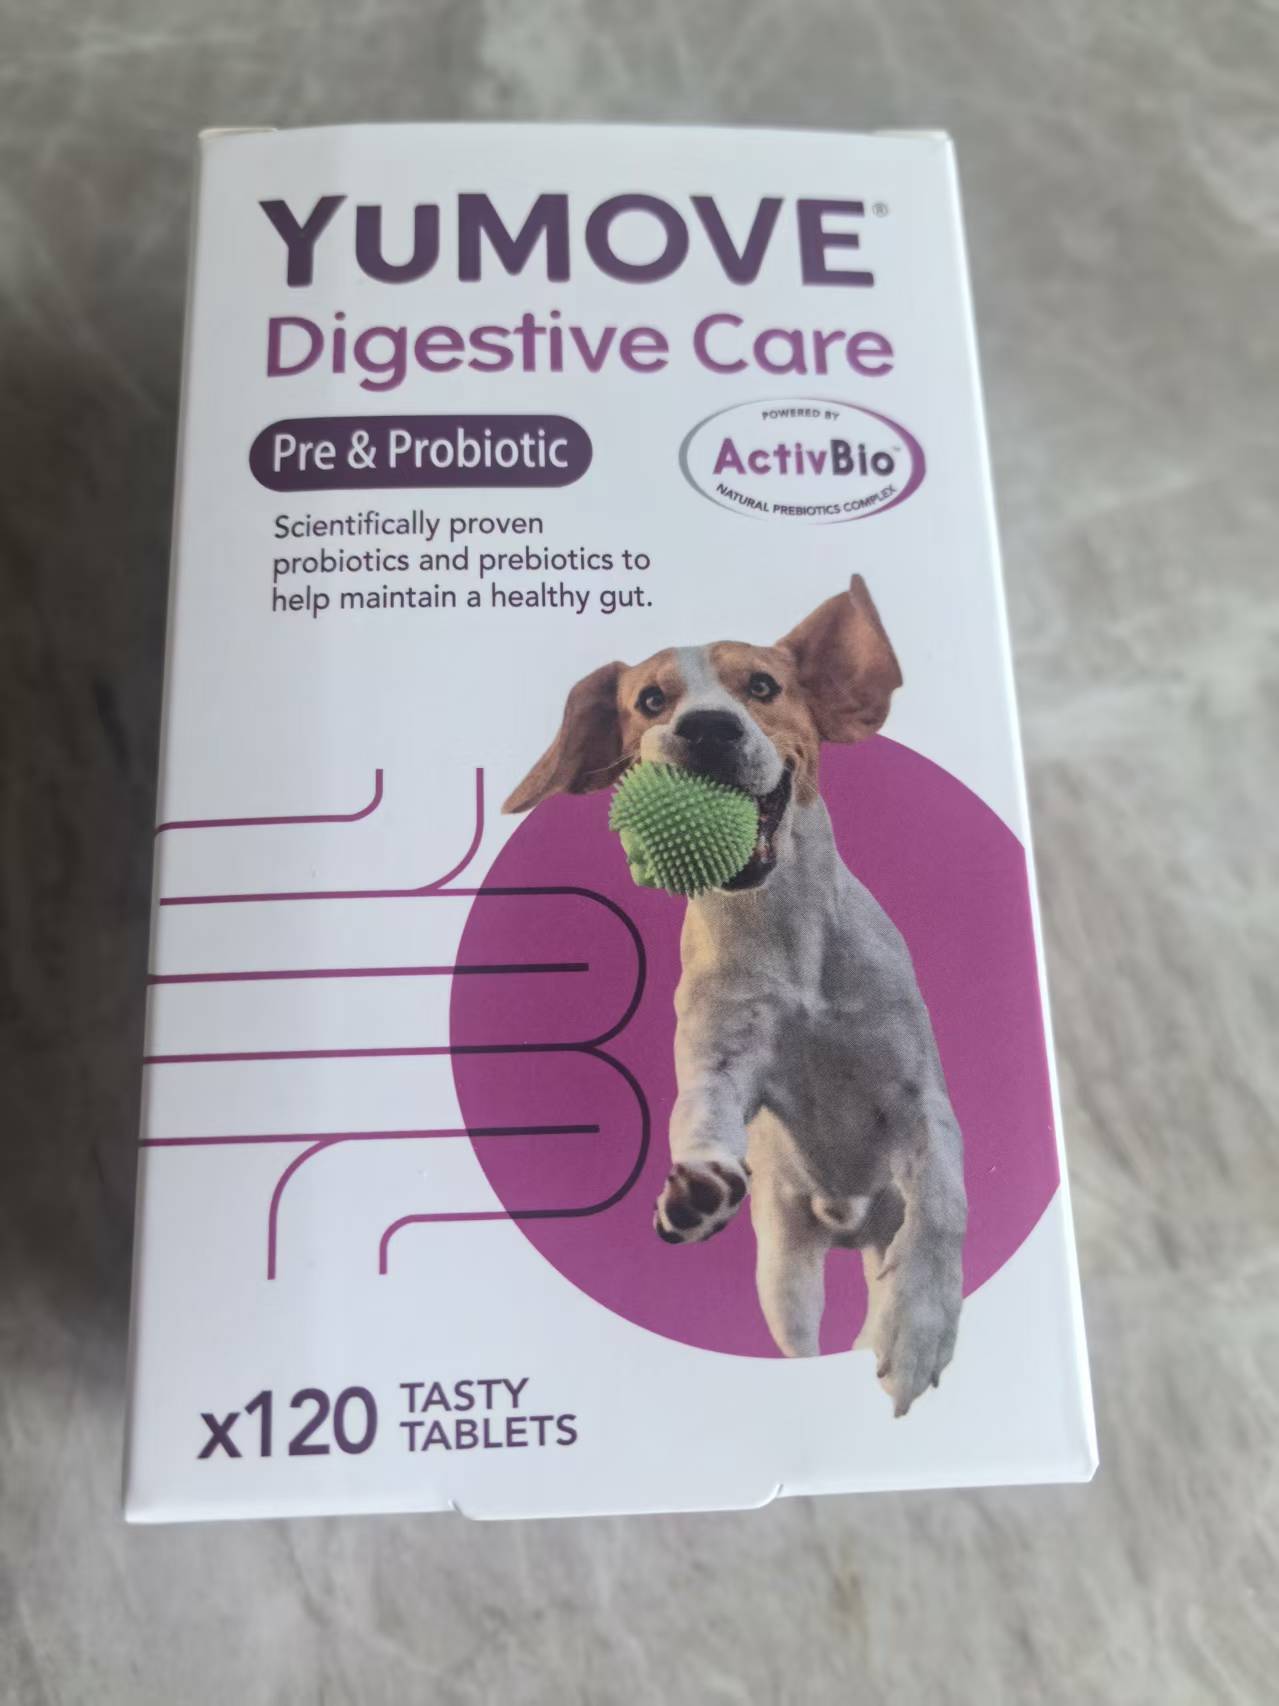 YuMOVE®
Digestive Care
Pre & Probiotic
POWERED BY
ActivBio™
NATURAL PREBIOTICS COMPLEX
Scientifically proven
probiotics and prebiotics to
help maintain a healthy gut.
x120 TASTY
TABLETS